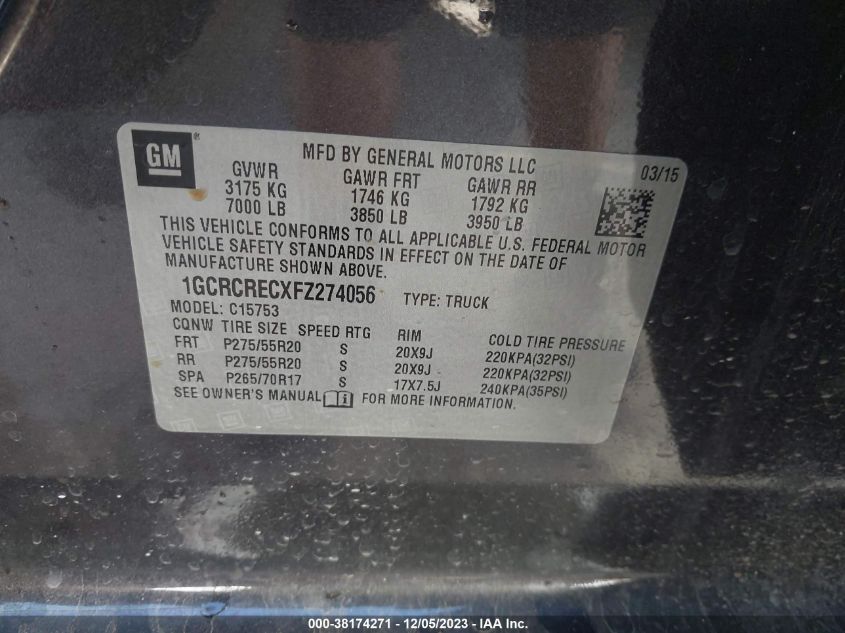 GM ®
MFD BY GENERAL MOTORS LLC 03/15
GVWR GAWR FRT GAWR RR
3175 KG 1746 KG 1792 KG
7000 LB 3850 LB 3950 LB
THIS VEHICLE CONFORMS TO ALL APPLICABLE U.S. FEDERAL MOTOR
VEHICLE SAFETY STANDARDS IN EFFECT ON THE DATE OF
MANUFACTURE SHOWN ABOVE.
1GCRCRECXFZ274056 TYPE: TRUCK
MODEL: C15753
CQNW TIRE SIZE SPEED RTG RIM COLD TIRE PRESSURE
FRT P275/55R20 S 20X9J 220KPA(32PSI)
RR P275/55R20 S 20X9J 220KPA(32PSI)
SPA P265/70R17 S 17X7.5J 240KPA(35PSI)
SEE OWNER'S MANUAL i FOR MORE INFORMATION.
000-38174271 - 12/05/2023 - IAA Inc.